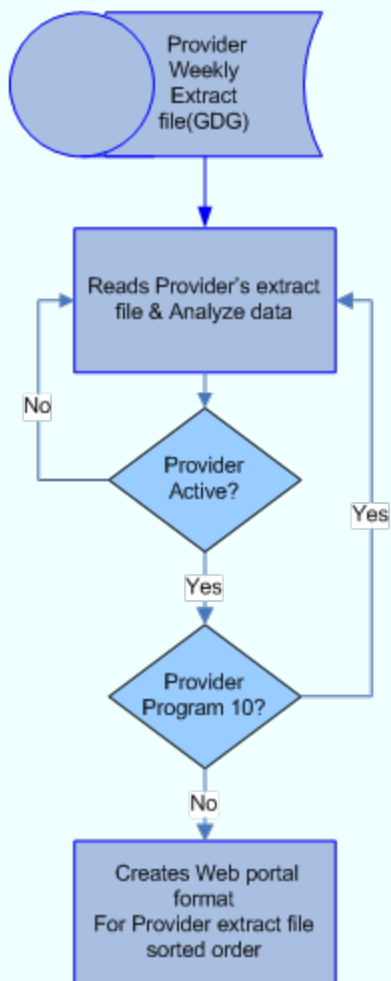 Provider
Weekly
Extract
file(GDG)
Reads Provider's extract
file & Analyze data
No
Provider
Active?
Yes
Yes
Provider
Program 10?
No
Creates Web portal
format
For Provider extract file
sorted order